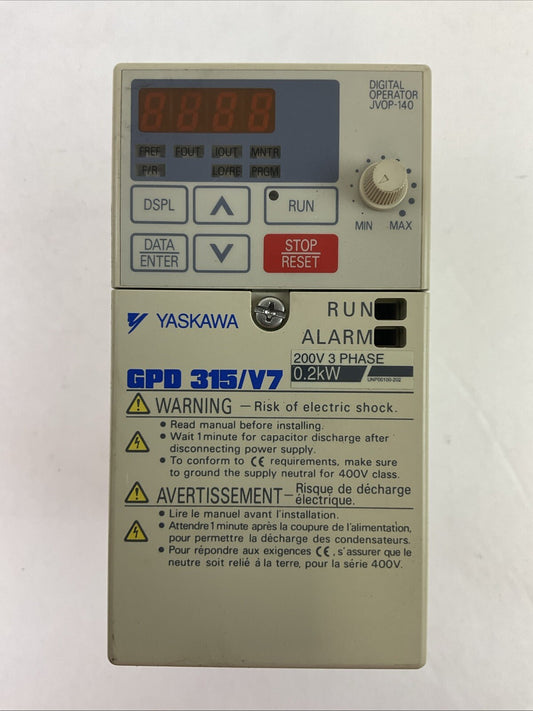 DIGITAL
OPERATOR
JVOP-140
8888
FREF FOUT IOUT MNTR
F/R LO/RE PRGM
DSPL
RUN
MIN MAX
DATA
ENTER
STOP
RESET
YASKAWA
RUN
ALARM
200V 3 PHASE
GPD 315/V7
0.2kW
WARNING — Risk of electric shock.
• Read manual before installing.
• Wait 1 minute for capacitor discharge after
disconnecting power supply.
• To conform to CE requirements, make sure
to ground the supply neutral for 400V class.
AVERTISSEMENT — Risque de décharge
électrique.
• Lire le manuel avant l'installation.
• Attendre 1 minute après la coupure de l'alimentation,
pour permettre la décharge des condensateurs.
• Pour répondre aux exigences CE, s'assurer que le
neutre soit relié á la terre, pour la série 400V.